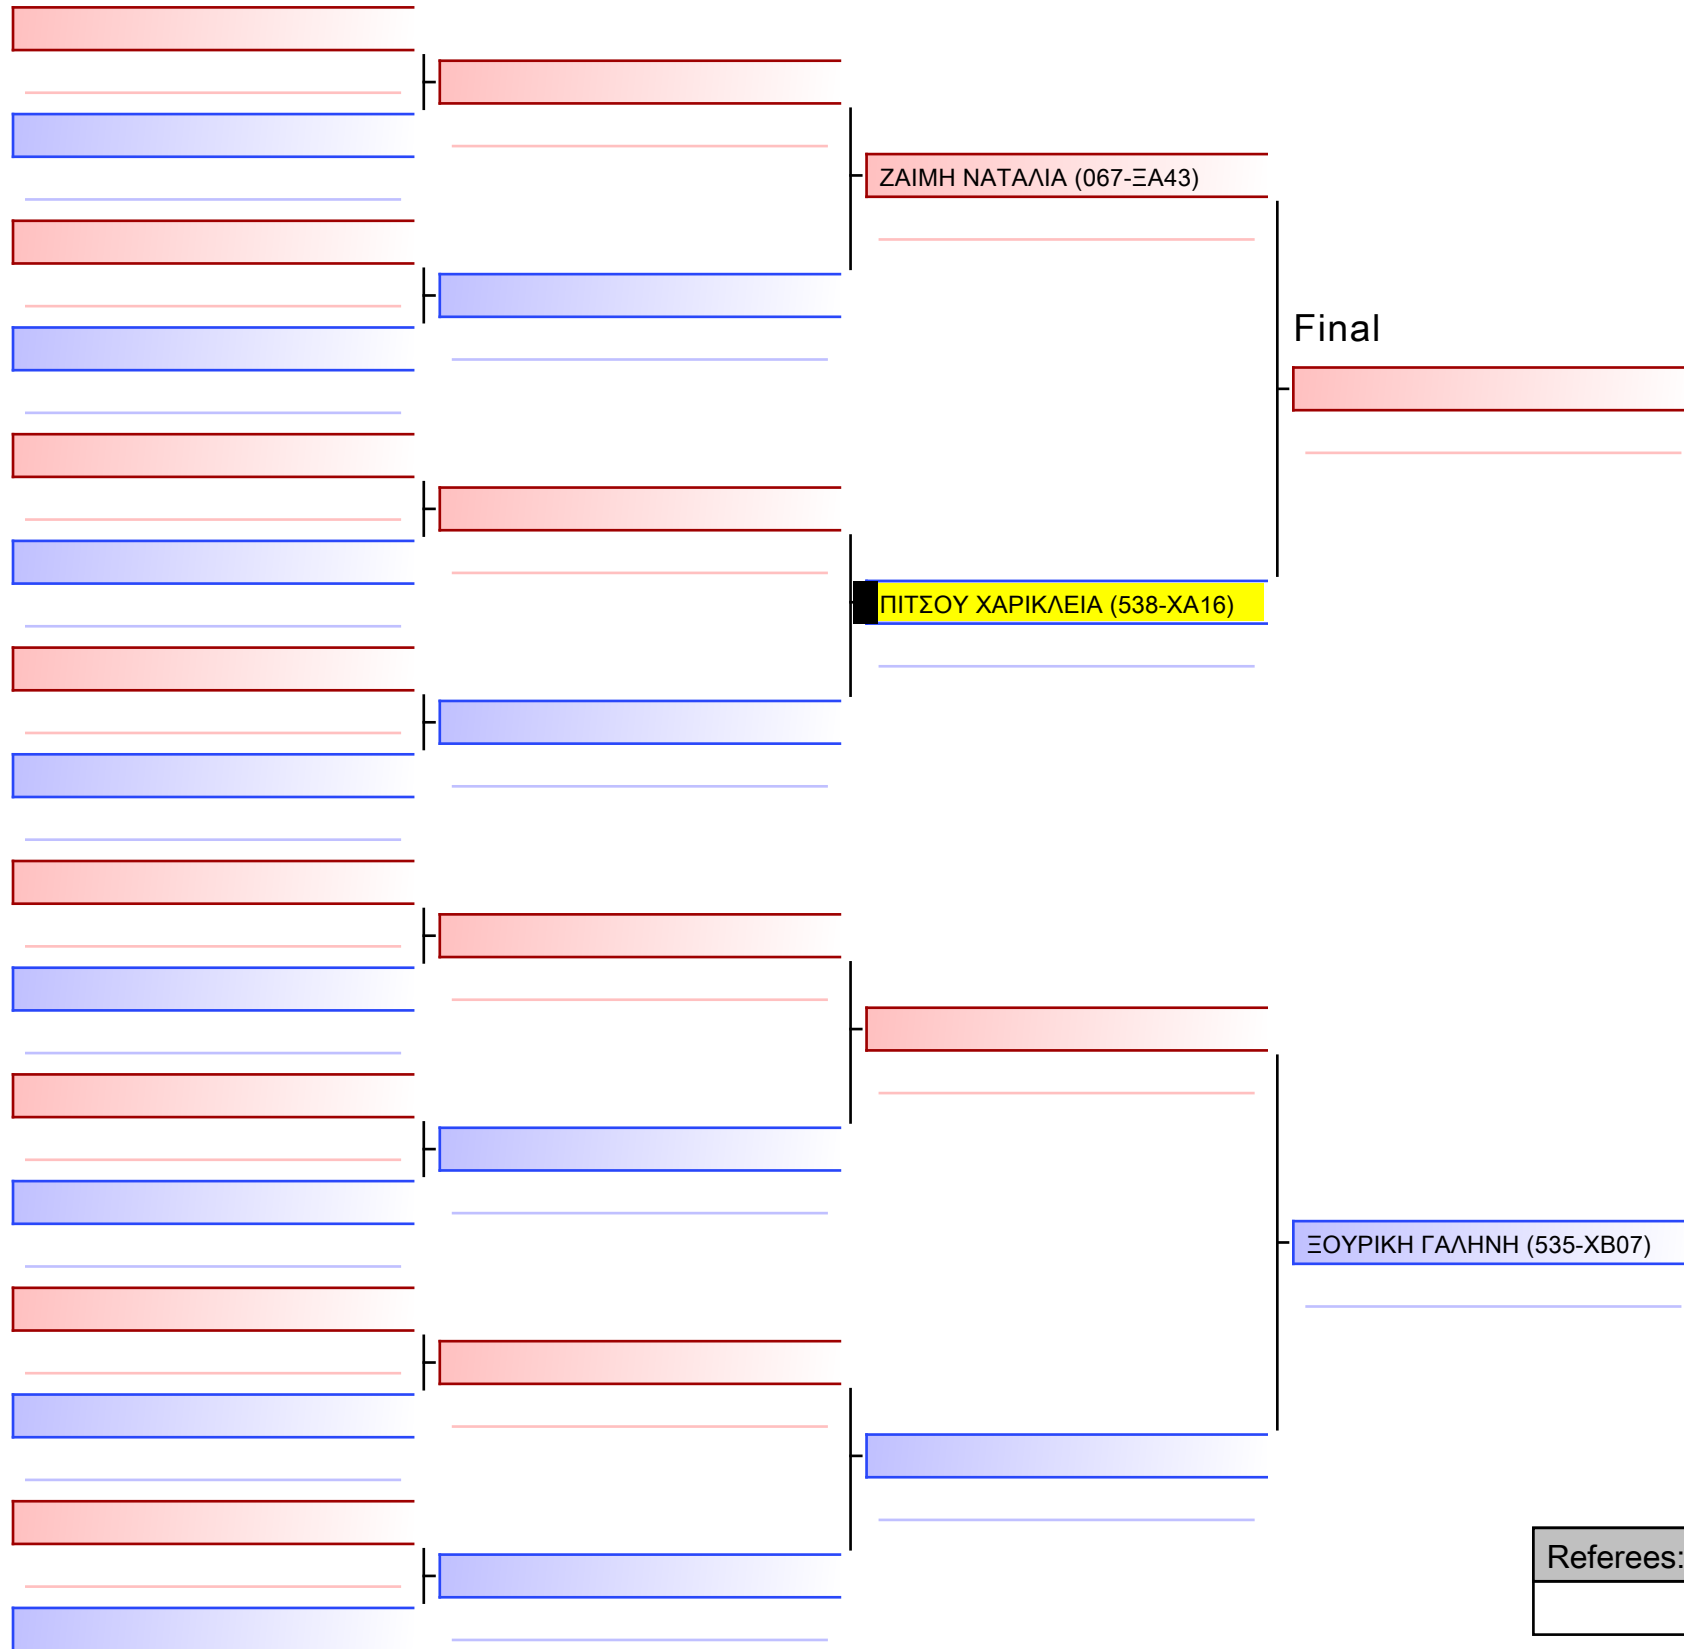 ΖΑΙΜΗ ΝΑΤΑΛΙΑ (067-ΞΑ43)
Final
ΠΙΤΣΟΥ ΧΑΡΙΚΛΕΙΑ (538-ΧΑ16)
ΞΟΥΡΙΚΗ ΓΑΛΗΝΗ (535-ΧΒ07)
Referees: